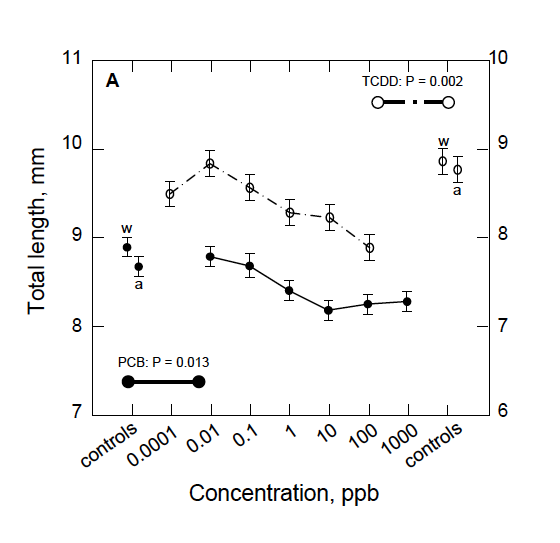 A
TCDD: P = 0.002
PCB: P = 0.013
w
a
w
a
Total length, mm
11
10
9
8
7
10
9
8
7
6
controls
0.0001
0.01
0.1
1
10
100
1000
controls
Concentration, ppb